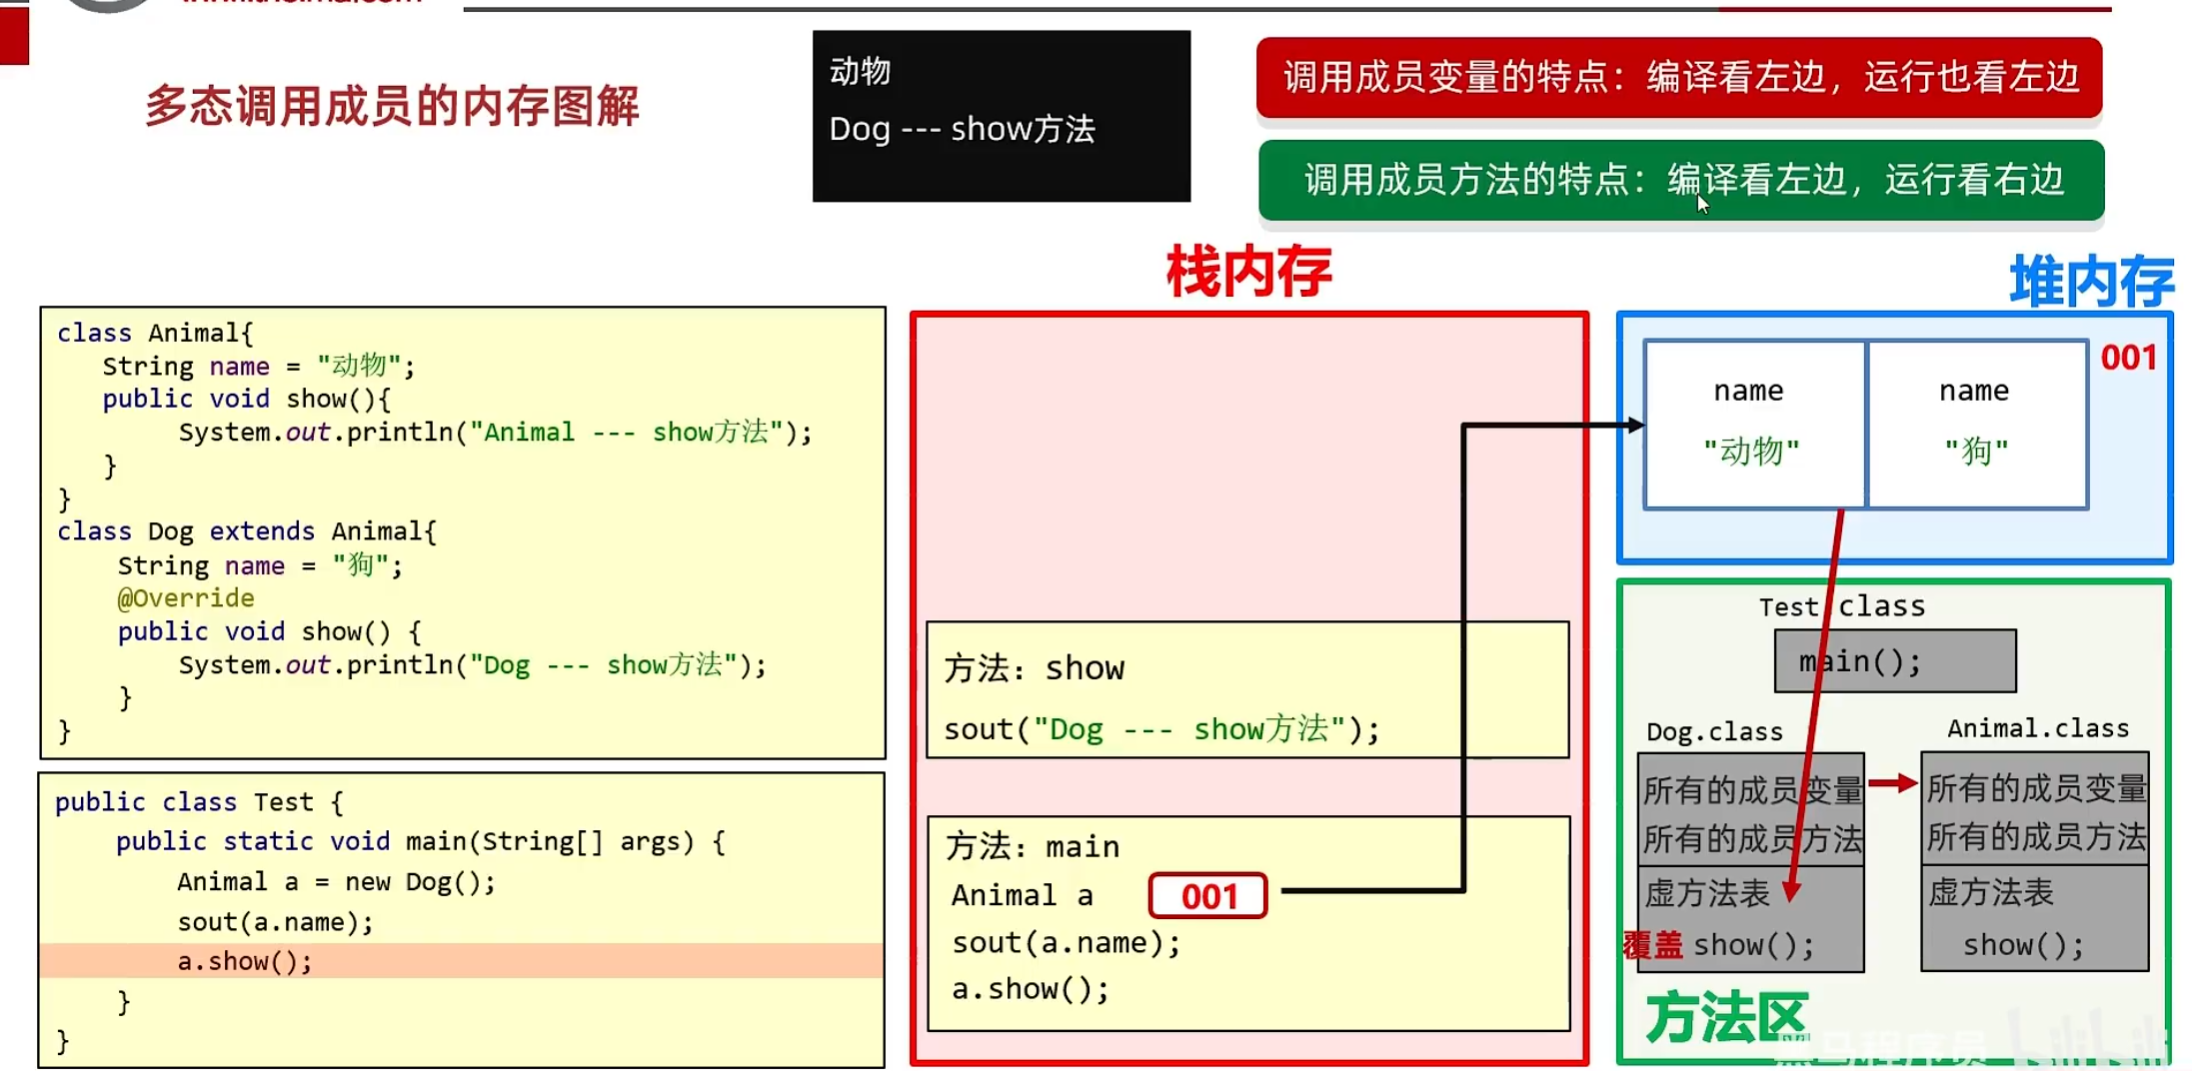 多态调用成员的内存图解
动物
Dog --- show方法
调用成员变量的特点：编译看左边，运行也看左边
调用成员方法的特点：编译看左边，运行看右边
class Animal{
String name = "动物";
public void show(){
System.out.println("Animal --- show方法");
}
}
class Dog extends Animal{
String name = "狗";
@Override
public void show() {
System.out.println("Dog --- show方法");
}
}
public class Test {
public static void main(String[] args) {
Animal a = new Dog();
sout(a.name);
a.show();
}
}
栈内存
方法：show
sout("Dog --- show方法");
方法：main
Animal a 001
sout(a.name);
a.show();
堆内存
001
name
"动物"
name
"狗"
Test.class
main();
Dog.class
所有的成员变量
所有的成员方法
虚方法表
覆盖 show();
Animal.class
所有的成员变量
所有的成员方法
虚方法表
show();
方法区
黑马程序员
bilibili